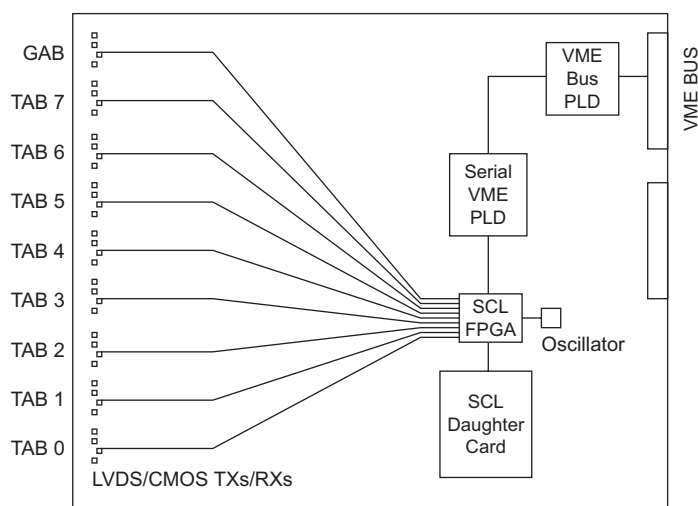 GAB
TAB 7
TAB 6
TAB 5
TAB 4
TAB 3
TAB 2
TAB 1
TAB 0
LVDS/CMOS TXs/RXs
VME
Bus
PLD
VME BUS
Serial
VME
PLD
SCL
FPGA
Oscillator
SCL
Daughter
Card